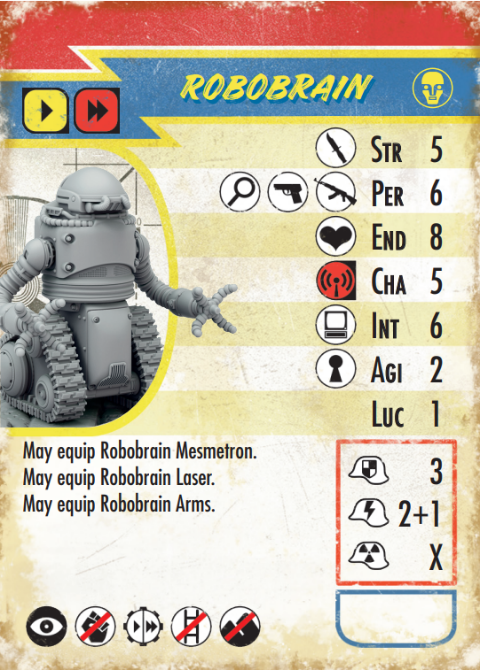 ROBOBRAIN
STR 5
PER 6
END 8
CHA 5
INT 6
AGI 2
LUC 1
May equip Robobrain Mesmetron.
May equip Robobrain Laser.
May equip Robobrain Arms.
3
2+1
X